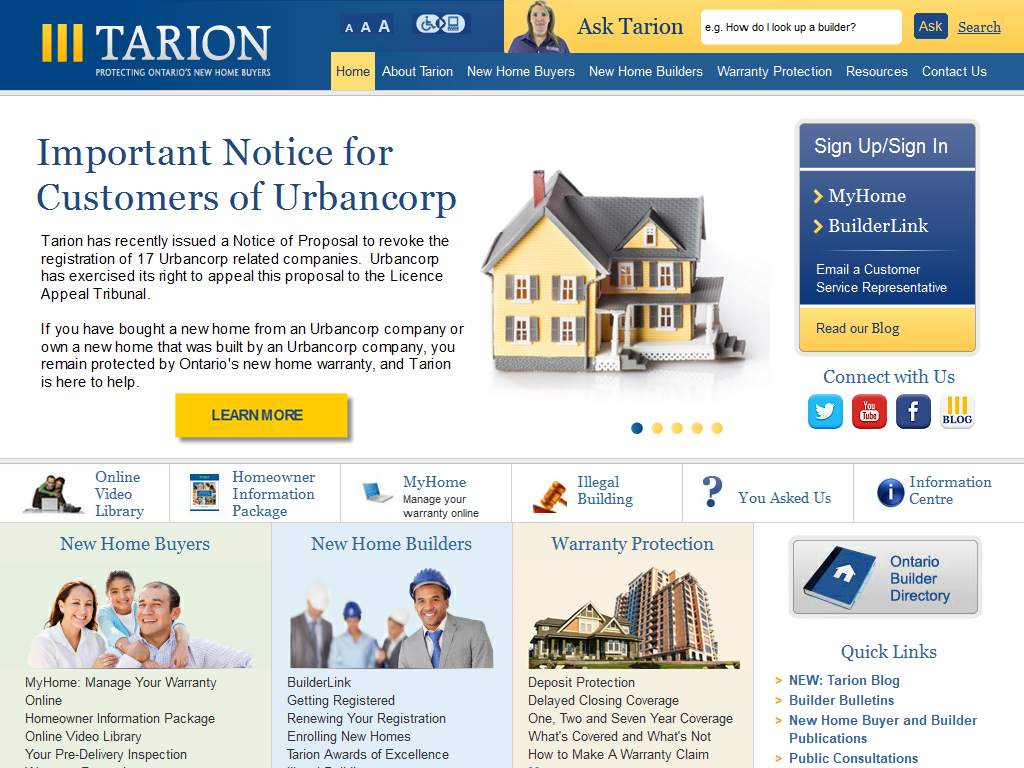 TARION
PROTECTING ONTARIO'S NEW HOME BUYERS
A A A
Ask Tarion
e.g. How do I look up a builder?
Ask
Search
Home
About Tarion
New Home Buyers
New Home Builders
Warranty Protection
Resources
Contact Us
Important Notice for
Customers of Urbancorp
Tarion has recently issued a Notice of Proposal to revoke the
registration of 17 Urbancorp related companies. Urbancorp
has exercised its right to appeal this proposal to the Licence
Appeal Tribunal.
If you have bought a new home from an Urbancorp company or
own a new home that was built by an Urbancorp company, you
remain protected by Ontario's new home warranty, and Tarion
is here to help.
LEARN MORE
Sign Up/Sign In
MyHome
BuilderLink
Email a Customer
Service Representative
Read our Blog
Connect with Us
You
Tube
f
BLOG
Online
Video
Library
Homeowner
Information
Package
MyHome
Manage your
warranty online
Illegal
Building
?
You Asked Us
i
Information
Centre
New Home Buyers
MyHome: Manage Your Warranty
Online
Homeowner Information Package
Online Video Library
Your Pre-Delivery Inspection
New Home Builders
BuilderLink
Getting Registered
Renewing Your Registration
Enrolling New Homes
Tarion Awards of Excellence
Warranty Protection
Deposit Protection
Delayed Closing Coverage
One, Two and Seven Year Coverage
What's Covered and What's Not
How to Make A Warranty Claim
Ontario
Builder
Directory
Quick Links
> NEW: Tarion Blog
> Builder Bulletins
> New Home Buyer and Builder
Publications
> Public Consultations